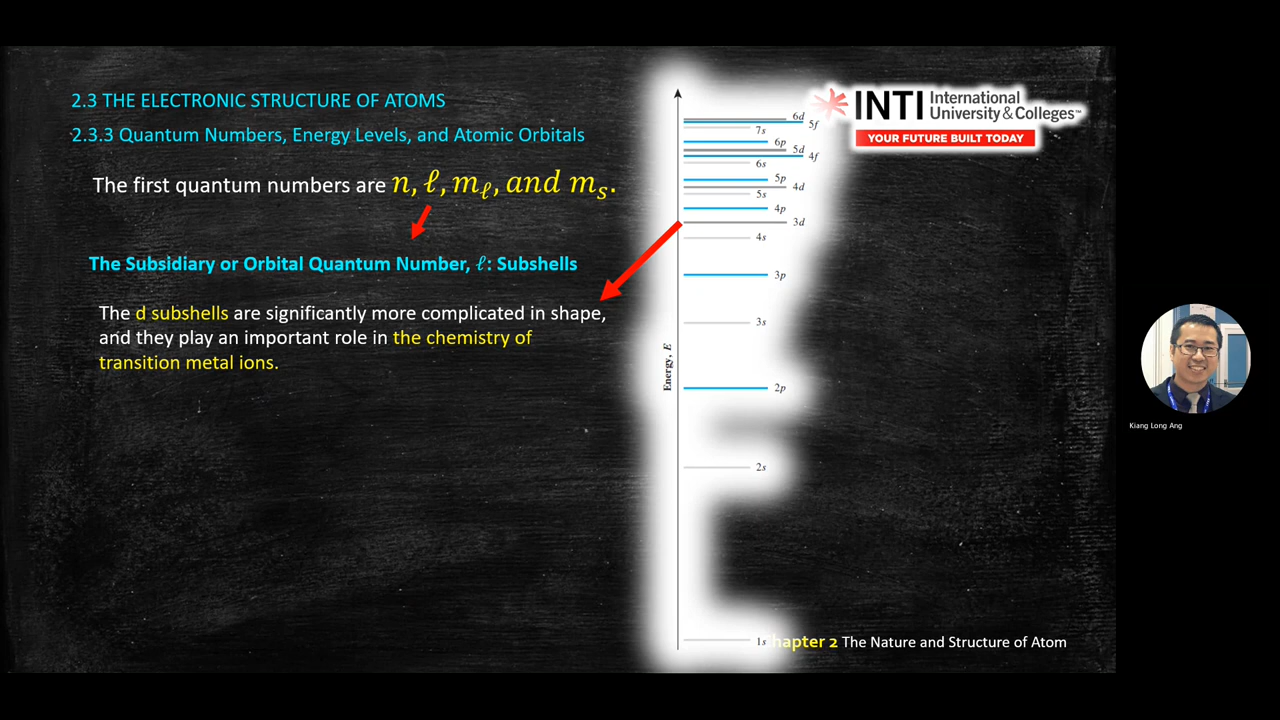 2.3 THE ELECTRONIC STRUCTURE OF ATOMS
2.3.3 Quantum Numbers, Energy Levels, and Atomic Orbitals
The first quantum numbers are n, ℓ, mℓ, and ms.
The Subsidiary or Orbital Quantum Number, ℓ: Subshells
The d subshells are significantly more complicated in shape,
and they play an important role in the chemistry of
transition metal ions.
Energy, E
6d
5f
7s
6p
5d
4f
6s
5p
4d
5s
4p
3d
4s
3p
3s
2p
2s
1s
INTI International
University & Colleges™
YOUR FUTURE BUILT TODAY
Kiang Long Ang
hapter 2 The Nature and Structure of Atom